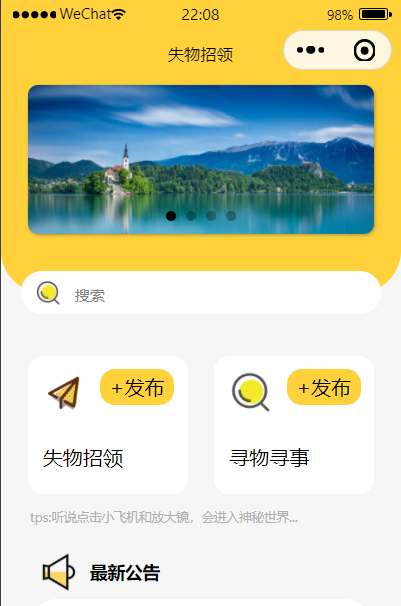 WeChat 22:08 98%
失物招领
搜索
+发布 +发布
失物招领 寻物寻事
tps:听说点击小飞机和放大镜，会进入神秘世界...
最新公告